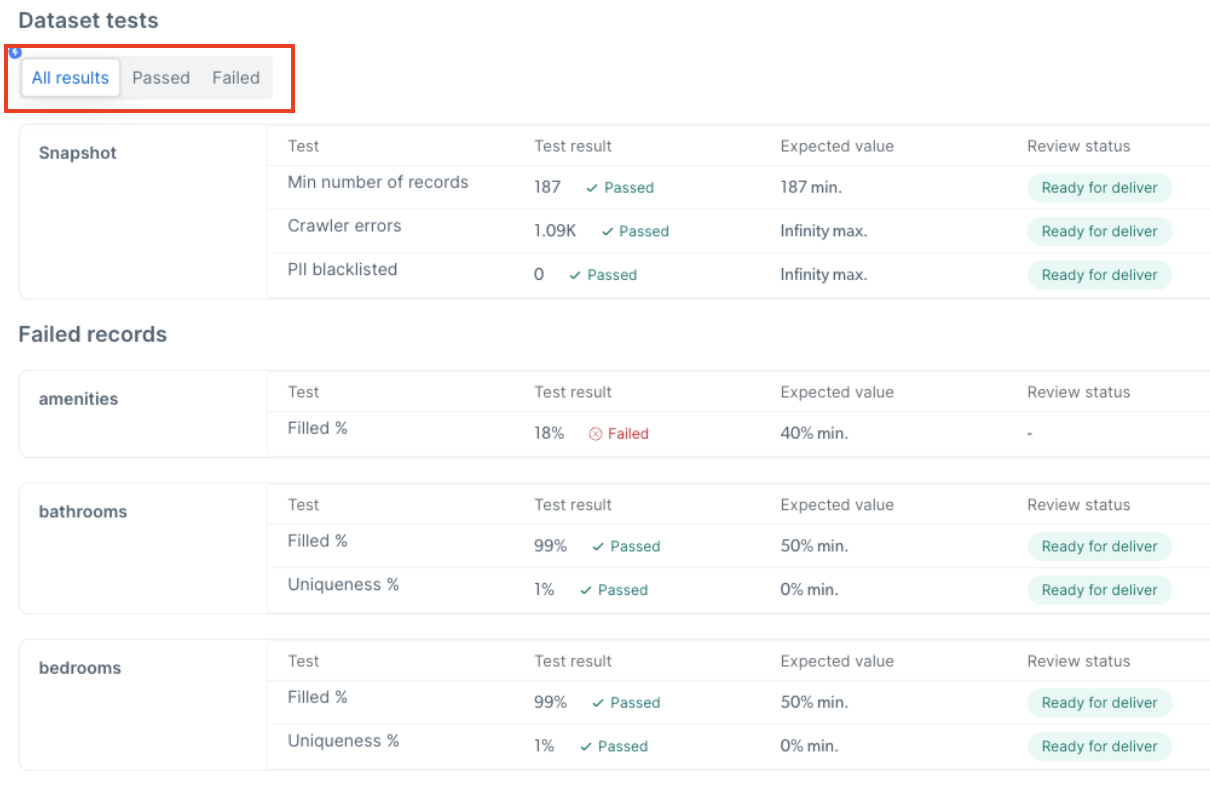 Dataset tests
All results Passed Failed
Snapshot Test Test result Expected value Review status
Min number of records 187 Passed 187 min. Ready for deliver
Crawler errors 1.09K Passed Infinity max. Ready for deliver
PII blacklisted 0 Passed Infinity max. Ready for deliver
Failed records
amenities Test Test result Expected value Review status
Filled % 18% Failed 40% min. -
bathrooms Test Test result Expected value Review status
Filled % 99% Passed 50% min. Ready for deliver
Uniqueness % 1% Passed 0% min. Ready for deliver
bedrooms Test Test result Expected value Review status
Filled % 99% Passed 50% min. Ready for deliver
Uniqueness % 1% Passed 0% min. Ready for deliver